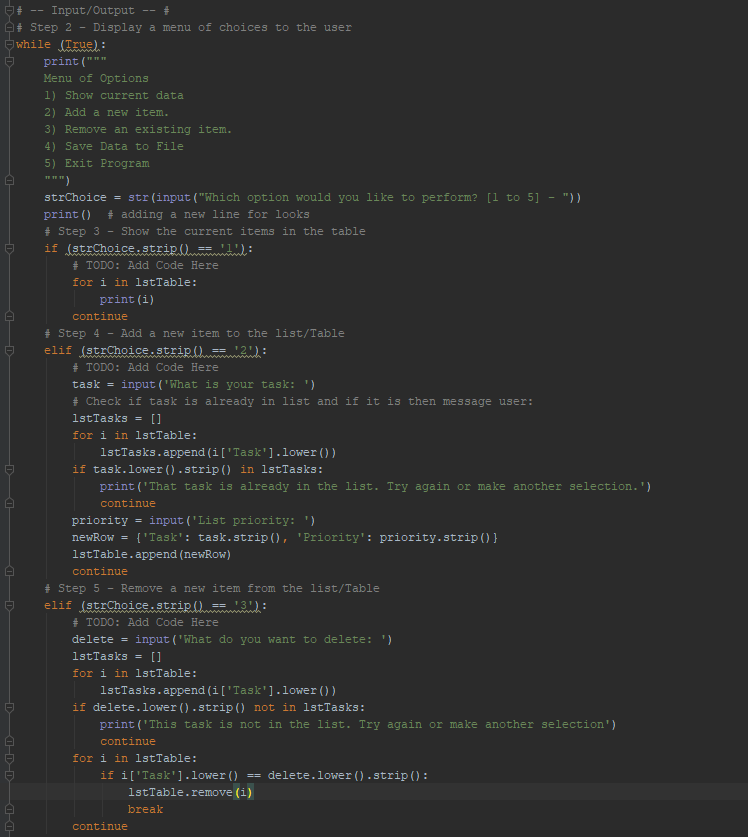 # -- Input/Output -- #
# Step 2 - Display a menu of choices to the user
while (True):
    print("""
    Menu of Options
    1) Show current data
    2) Add a new item.
    3) Remove an existing item.
    4) Save Data to File
    5) Exit Program
    """)
    strChoice = str(input("Which option would you like to perform? [1 to 5] - "))
    print()  # adding a new line for looks
    # Step 3 - Show the current items in the table
    if (strChoice.strip() == '1'):
        # TODO: Add Code Here
        for i in lstTable:
            print(i)
        continue
    # Step 4 - Add a new item to the list/Table
    elif (strChoice.strip() == '2'):
        # TODO: Add Code Here
        task = input('What is your task: ')
        # Check if task is already in list and if it is then message user:
        lstTasks = []
        for i in lstTable:
            lstTasks.append(i['Task'].lower())
        if task.lower().strip() in lstTasks:
            print('That task is already in the list. Try again or make another selection.')
            continue
        priority = input('List priority: ')
        newRow = {'Task': task.strip(), 'Priority': priority.strip()}
        lstTable.append(newRow)
        continue
    # Step 5 - Remove a new item from the list/Table
    elif (strChoice.strip() == '3'):
        # TODO: Add Code Here
        delete = input('What do you want to delete: ')
        lstTasks = []
        for i in lstTable:
            lstTasks.append(i['Task'].lower())
        if delete.lower().strip() not in lstTasks:
            print('This task is not in the list. Try again or make another selection')
            continue
        for i in lstTable:
            if i['Task'].lower() == delete.lower().strip():
                lstTable.remove(i)
                break
        continue